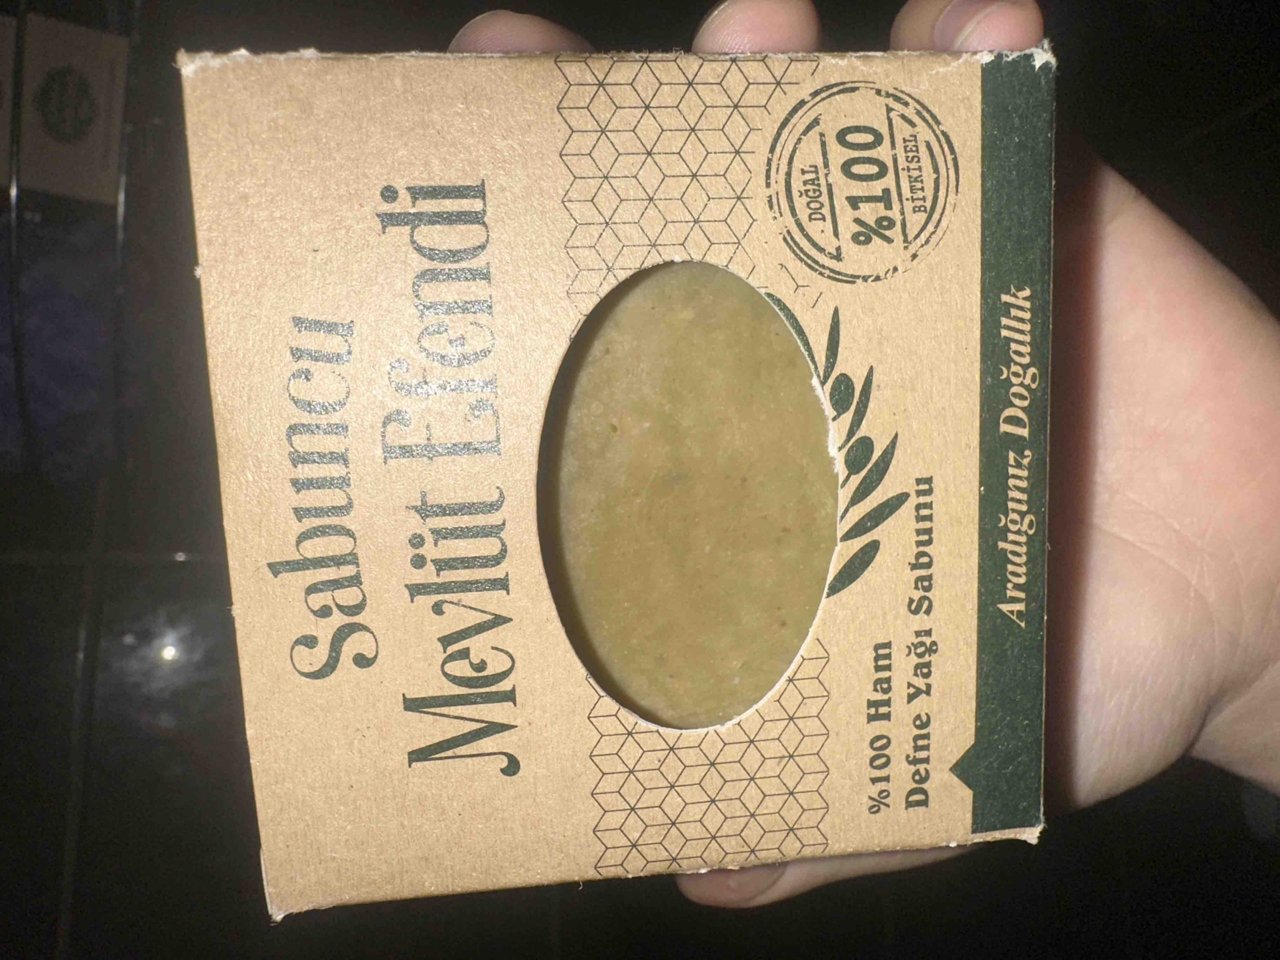 Sabuncu
Mevlüt Efendi
DOĞAL
%100
BİTKİSEL
%100 Ham
Defne Yağı Sabunu
Aradığınız Doğallık